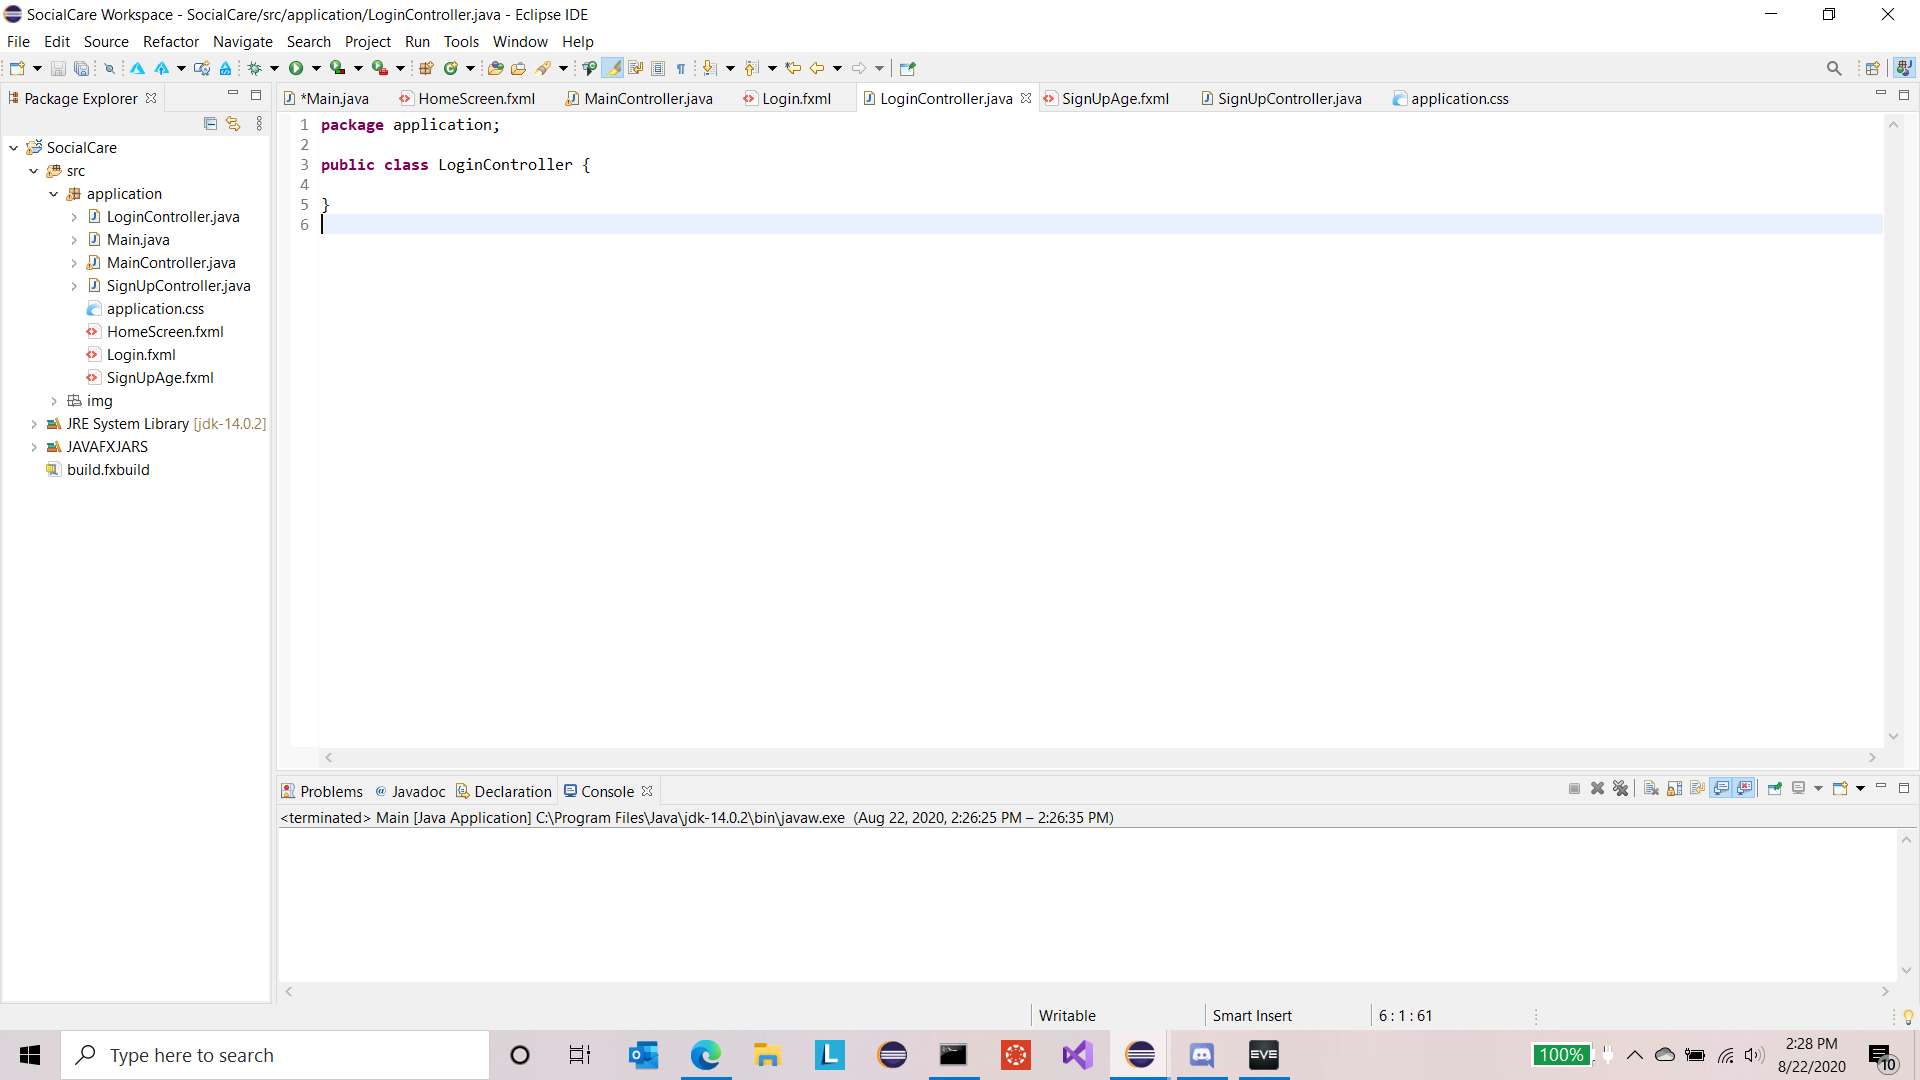 SocialCare Workspace - SocialCare/src/application/LoginController.java - Eclipse IDE
File Edit Source Refactor Navigate Search Project Run Tools Window Help
Package Explorer
*Main.java HomeScreen.fxml MainController.java Login.fxml LoginController.java SignUpAge.fxml SignUpController.java application.css
SocialCare
src
application
LoginController.java
Main.java
MainController.java
SignUpController.java
application.css
HomeScreen.fxml
Login.fxml
SignUpAge.fxml
img
JRE System Library [jdk-14.0.2]
JAVAFXJARS
build.fxbuild
1 package application;
2
3 public class LoginController {
4
5 }
6
Problems @ Javadoc Declaration Console
<terminated> Main [Java Application] C:\Program Files\Java\jdk-14.0.2\bin\javaw.exe (Aug 22, 2020, 2:26:25 PM – 2:26:35 PM)
Writable Smart Insert 6 : 1 : 61
Type here to search
L
EVE
100%
2:28 PM
8/22/2020
10